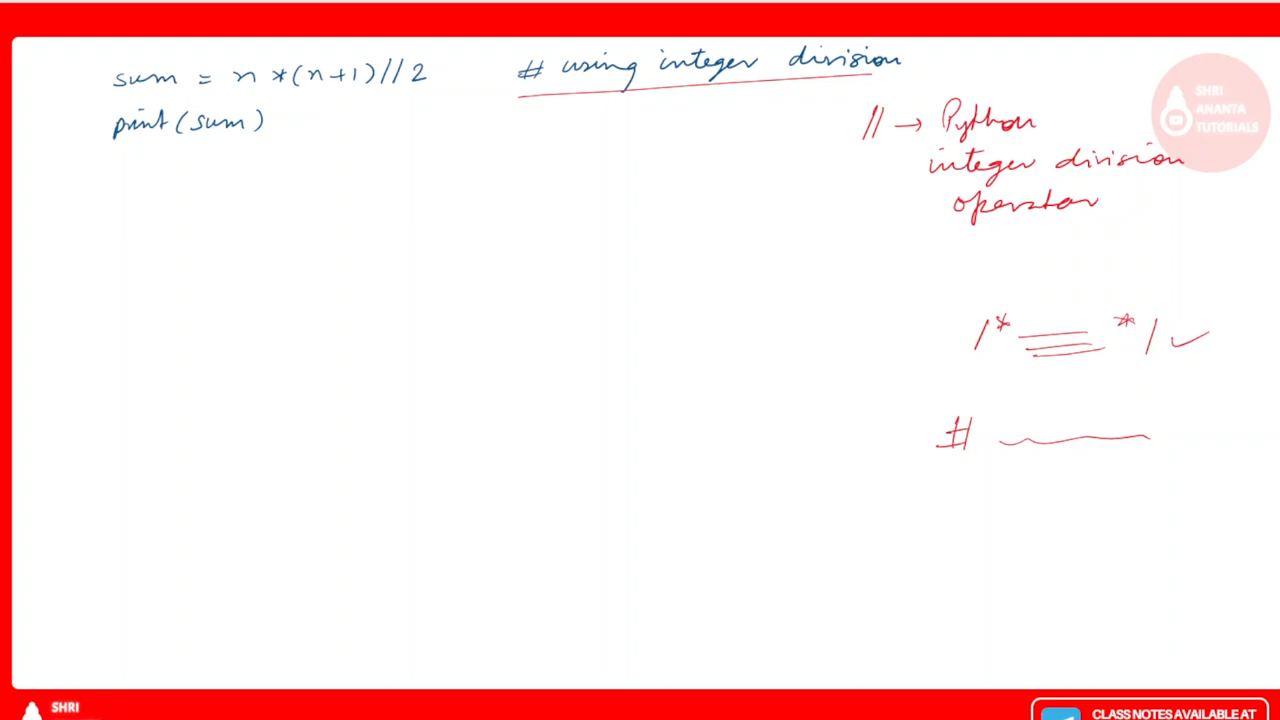 sum = n *(n+1)//2 # using integer division
print(sum)
// → Python
integer division
operator
/* */ ✓
#
SHRI
ANANTA
TUTORIALS
SHRI
CLASS NOTES AVAILABLE AT